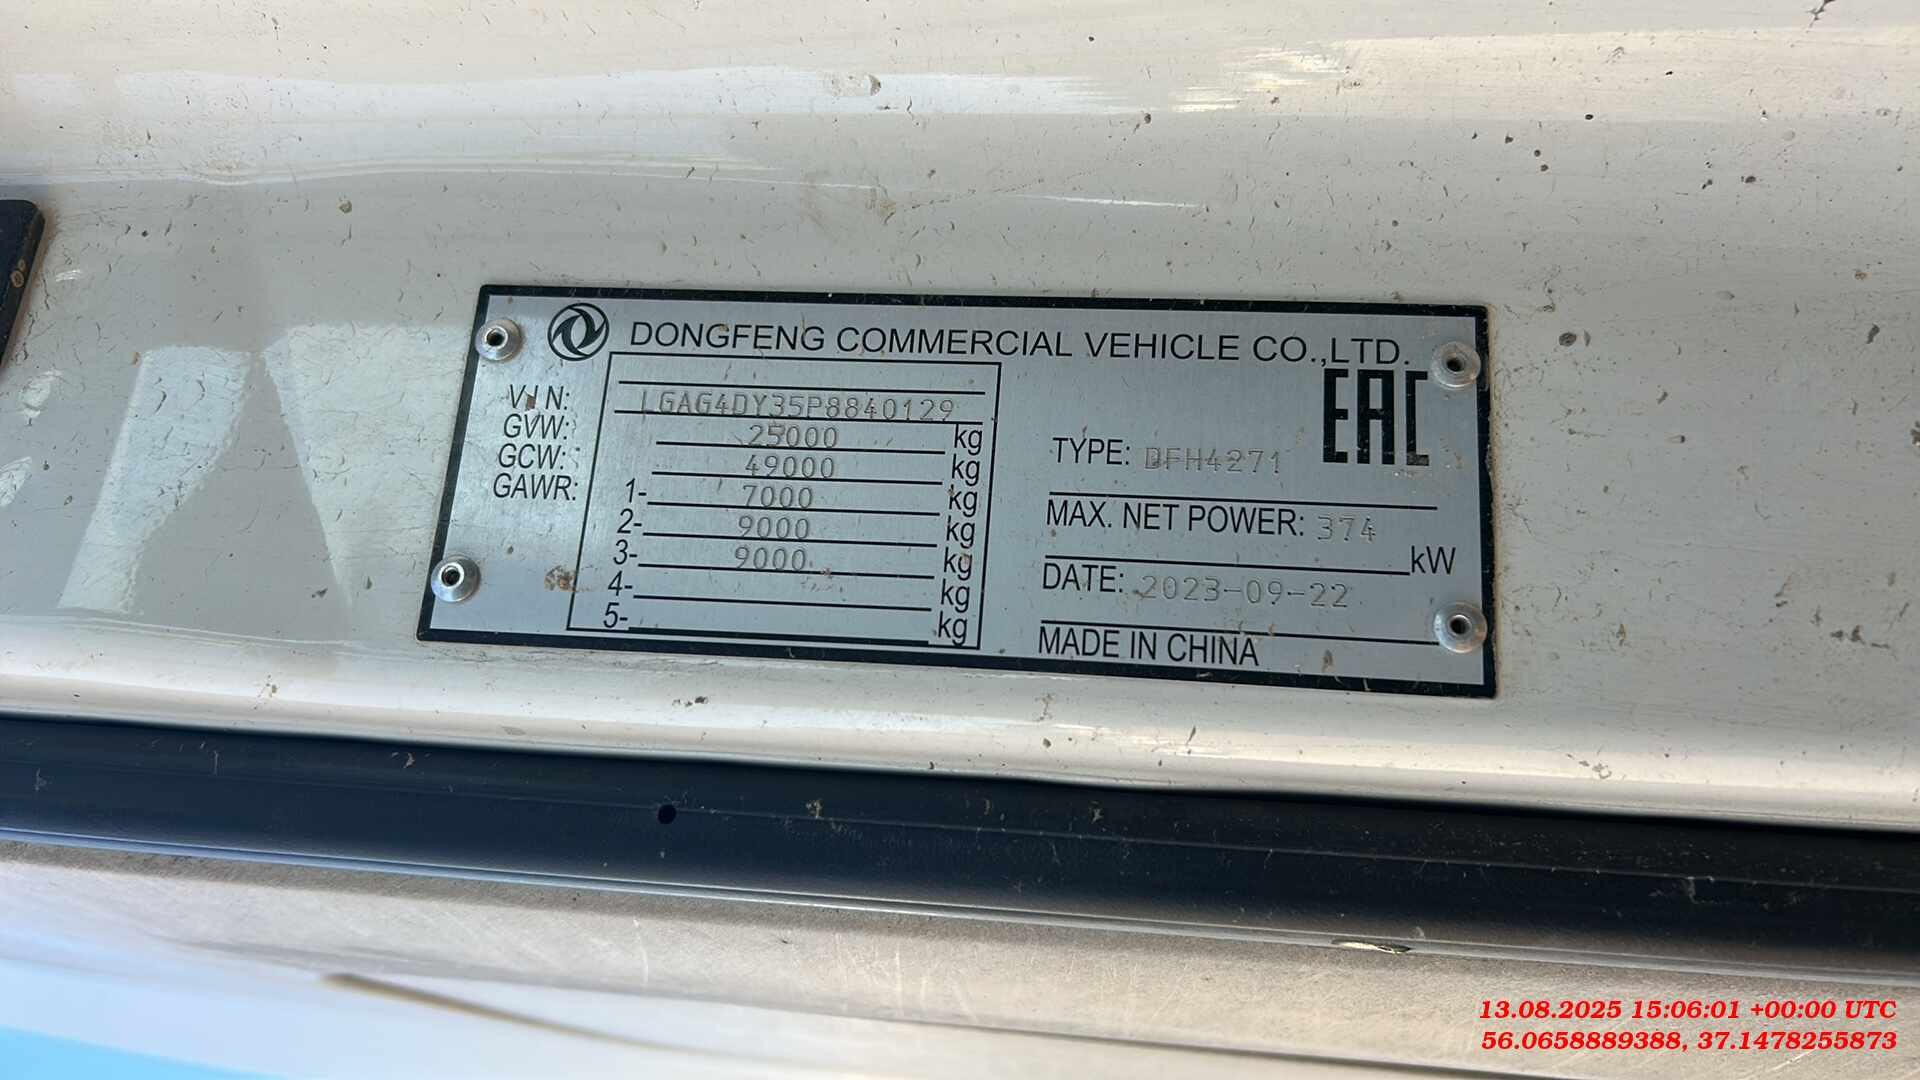 DONGFENG COMMERCIAL VEHICLE CO.,LTD.
EAC
VIN: LGAG4DY35P8840129
GVW: 25000 kg
GCW: 49000 kg
GAWR: 1- 7000 kg
2- 9000 kg
3- 9000 kg
4- kg
5- kg
TYPE: DFH4271
MAX. NET POWER: 374 kW
DATE: 2023-09-22
MADE IN CHINA
13.08.2025 15:06:01 +00:00 UTC
56.0658889388, 37.1478255873